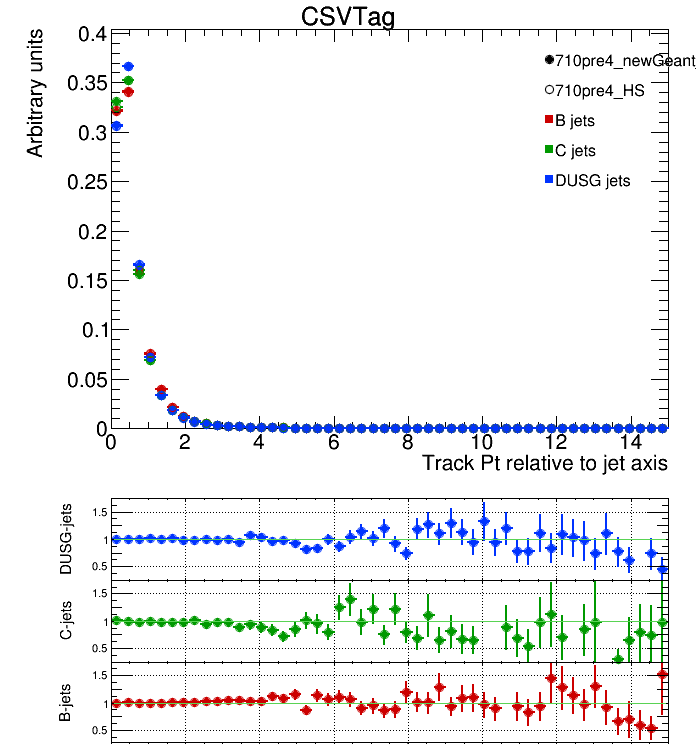 CSVTag
Arbitrary units
0.4
0.35
0.3
0.25
0.2
0.15
0.1
0.05
0
0 2 4 6 8 10 12 14
Track Pt relative to jet axis
710pre4_newGeant_
710pre4_HS
B jets
C jets
DUSG jets
DUSG-jets
1.5
1
0.5
C-jets
1.5
1
0.5
B-jets
1.5
1
0.5